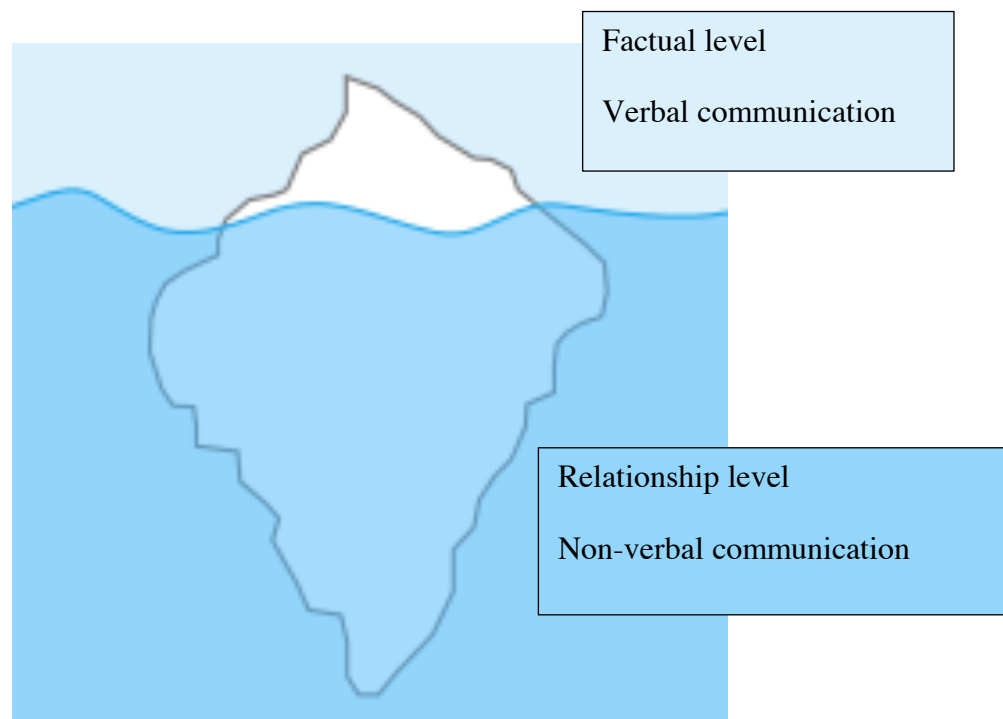 Factual level
Verbal communication
Relationship level
Non-verbal communication